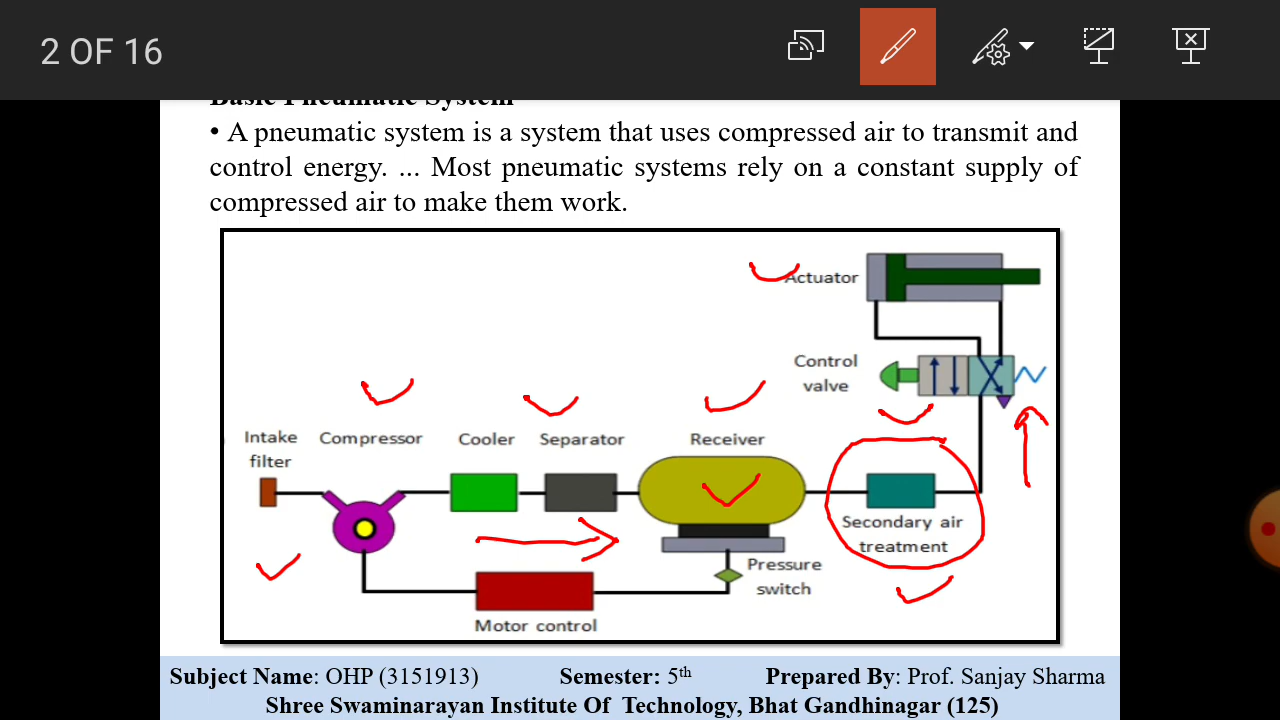 2 OF 16
Basic Pneumatic System
• A pneumatic system is a system that uses compressed air to transmit and
control energy. ... Most pneumatic systems rely on a constant supply of
compressed air to make them work.
Actuator
Control
valve
Intake
filter
Compressor
Cooler
Separator
Receiver
Secondary air
treatment
Pressure
switch
Motor control
Subject Name: OHP (3151913) Semester: 5th Prepared By: Prof. Sanjay Sharma
Shree Swaminarayan Institute Of Technology, Bhat Gandhinagar (125)